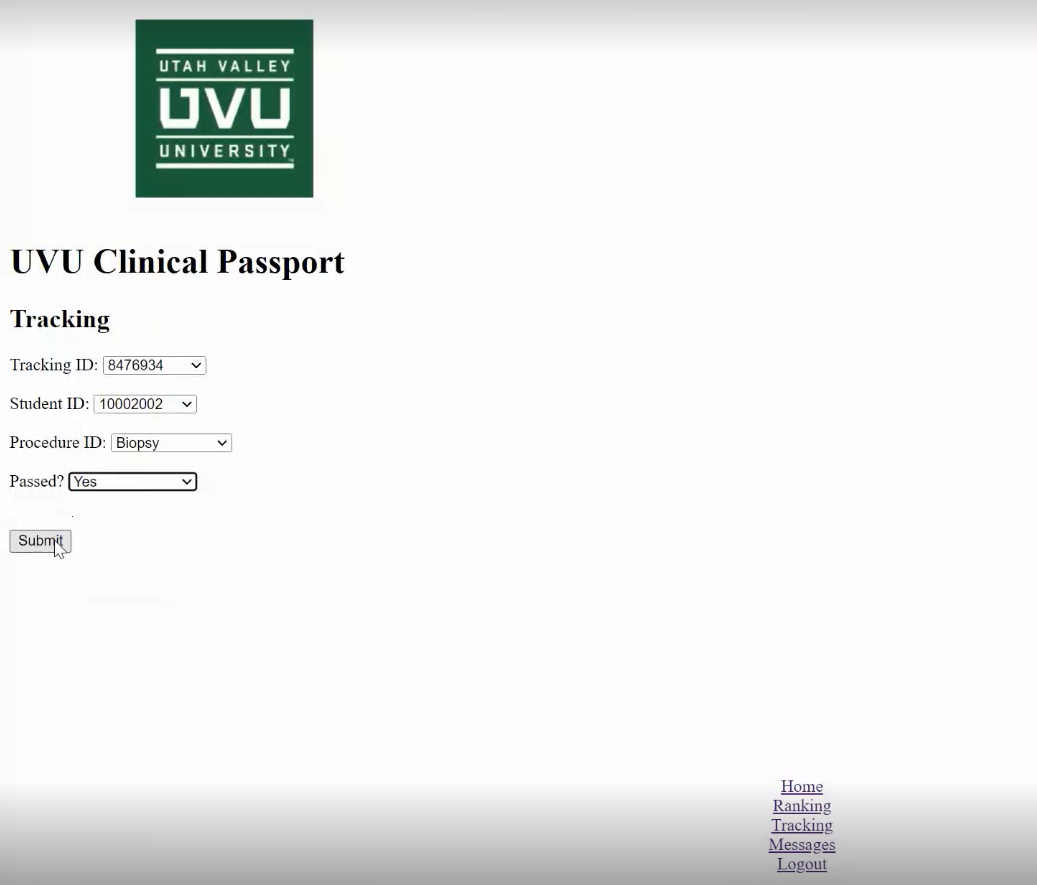 UTAH VALLEY
UVU
UNIVERSITY
UVU Clinical Passport
Tracking
Tracking ID: 8476934
Student ID: 10002002
Procedure ID: Biopsy
Passed? Yes
Submit
Home
Ranking
Tracking
Messages
Logout